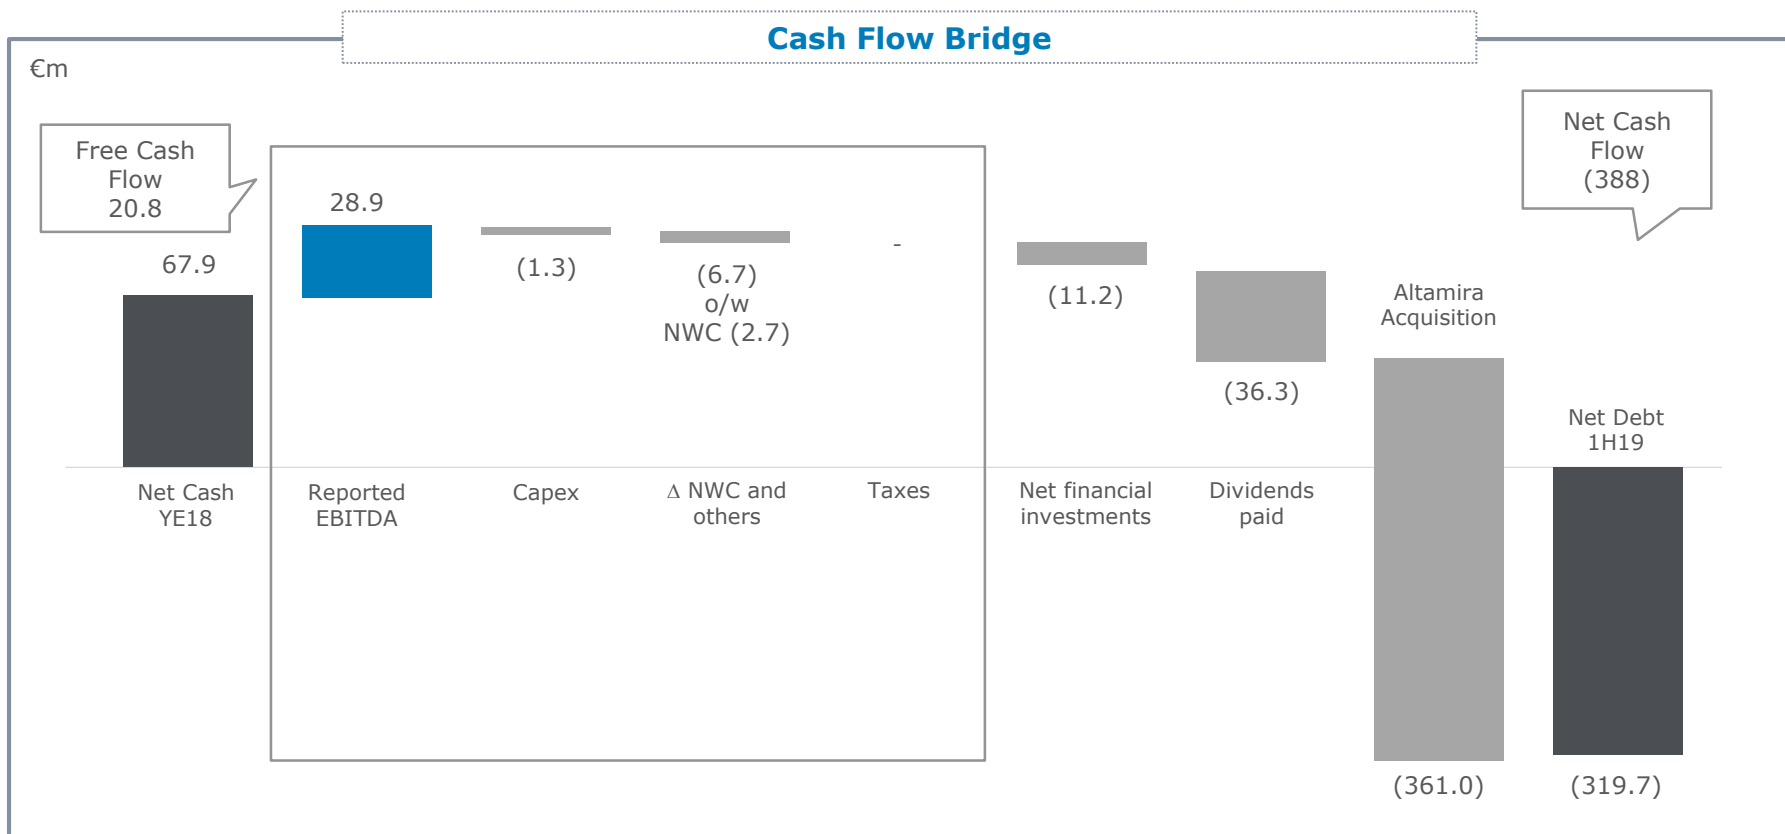 Cash Flow Bridge
€m
Free Cash
Flow
20.8
Net Cash
Flow
(388)
67.9
28.9
(1.3)
(6.7)
o/w
NWC (2.7)
-
(11.2)
(36.3)
Altamira
Acquisition
(361.0)
Net Debt
1H19
(319.7)
Net Cash
YE18
Reported
EBITDA
Capex
Δ NWC and
others
Taxes
Net financial
investments
Dividends
paid